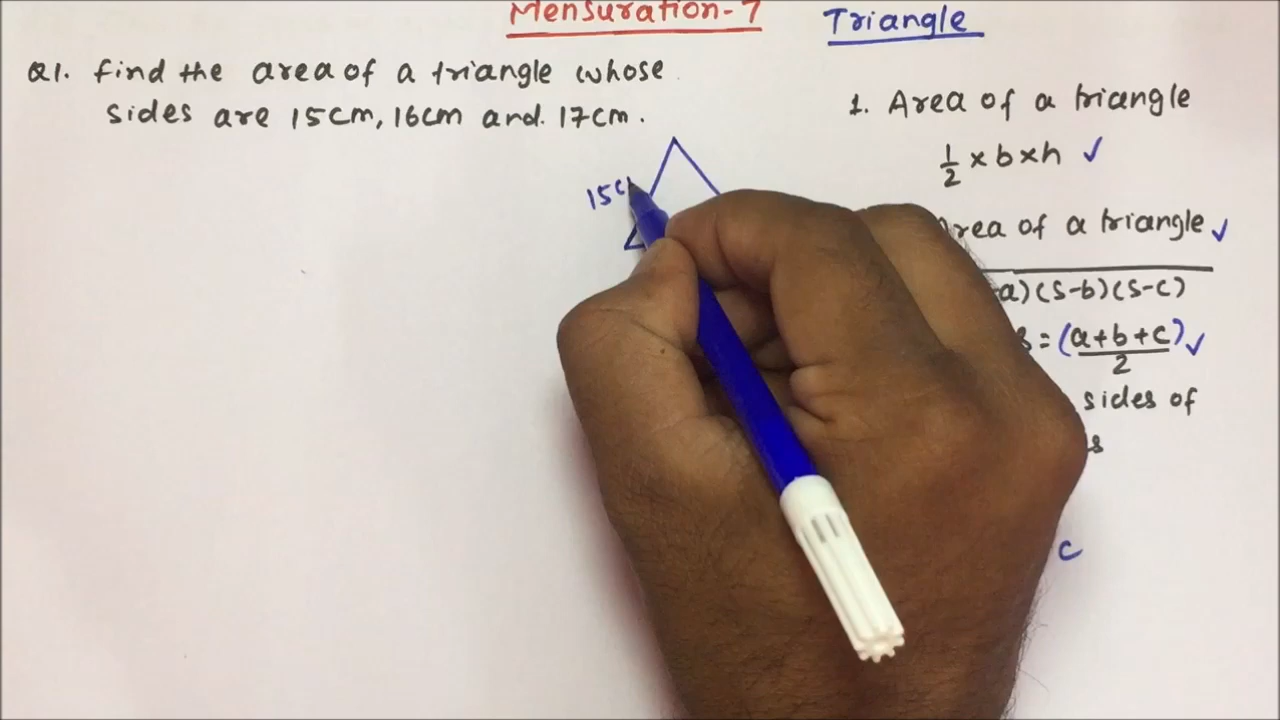 Mensuration-7
Triangle
Q1. Find the area of a triangle whose
sides are 15cm, 16cm and. 17cm.
15c
1. Area of a triangle
1/2 × b × h ✓
Area of a triangle ✓
a)(s-b)(s-c)
s = (a+b+c)/2 ✓
sides of
c